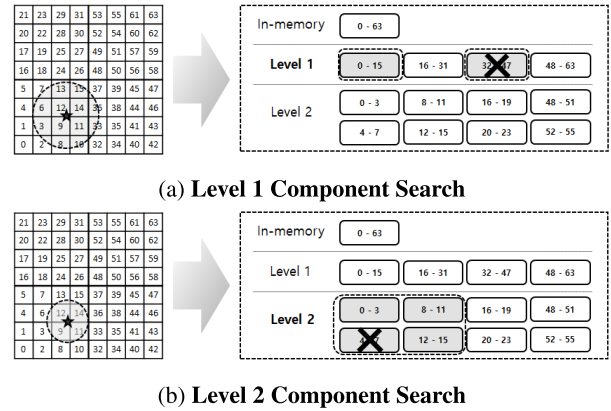 21 23 29 31 53 55 61 63
20 22 28 30 52 54 60 62
17 19 25 27 49 51 57 59
16 18 24 26 48 50 56 58
5 7 13 15 37 39 45 47
4 6 12 14 36 38 44 46
1 3 9 11 33 35 41 43
0 2 8 10 32 34 40 42
In-memory 0 - 63
Level 1 0 - 15 16 - 31 32 47 48 - 63
Level 2
0 - 3 8 - 11 16 - 19 48 - 51
4 - 7 12 - 15 20 - 23 52 - 55
(a) Level 1 Component Search
21 23 29 31 53 55 61 63
20 22 28 30 52 54 60 62
17 19 25 27 49 51 57 59
16 18 24 26 48 50 56 58
5 7 13 15 37 39 45 47
4 6 12 14 36 38 44 46
1 3 9 11 33 35 41 43
0 2 8 10 32 34 40 42
In-memory 0 - 63
Level 1 0 - 15 16 - 31 32 - 47 48 - 63
Level 2
0 - 3 8 - 11 16 - 19 48 - 51
12 - 15 20 - 23 52 - 55
(b) Level 2 Component Search